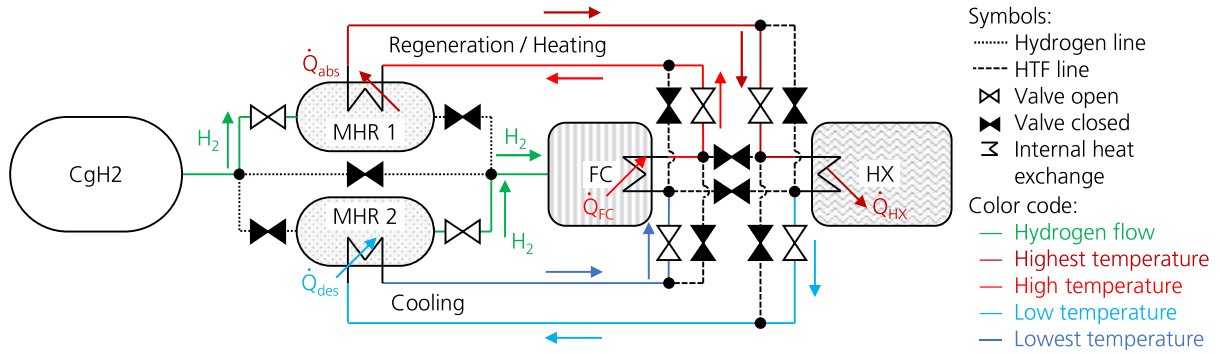 Regeneration / Heating
Q̇abs
MHR 1
H2
H2
CgH2
FC
HX
Q̇FC
Q̇HX
MHR 2
H2
Q̇des
Cooling
Symbols:
Hydrogen line
HTF line
Valve open
Valve closed
Internal heat
exchange
Color code:
Hydrogen flow
Highest temperature
High temperature
Low temperature
Lowest temperature